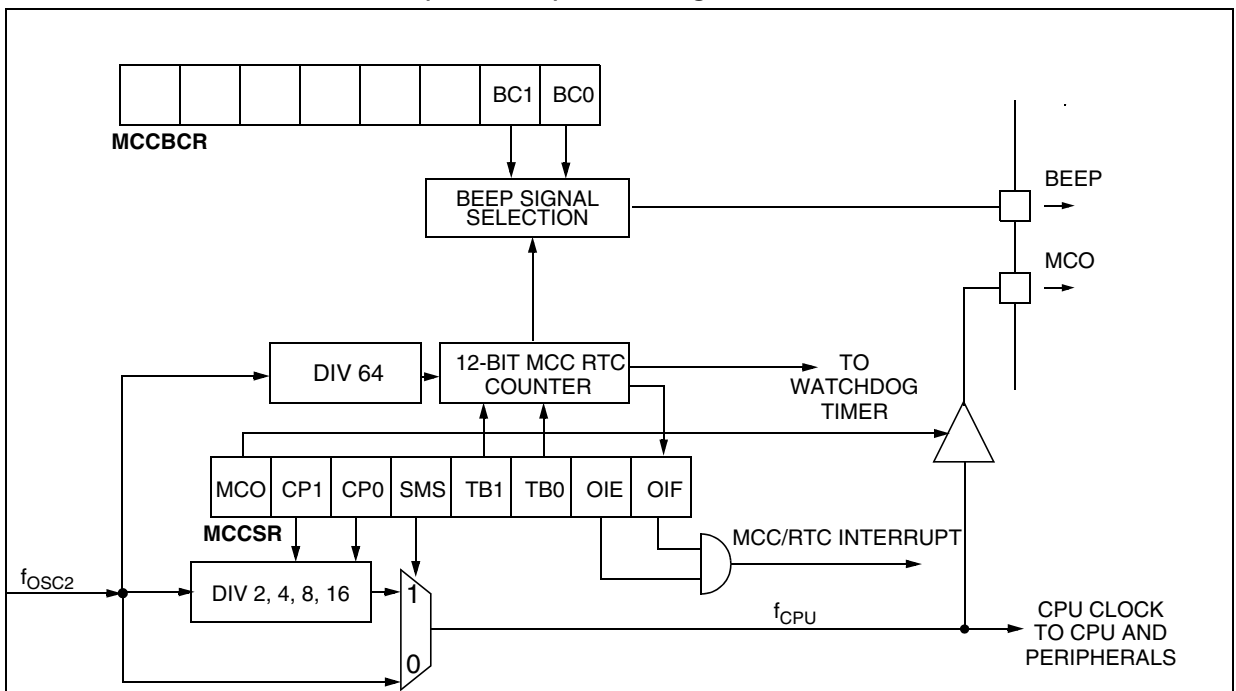 BC1 BC0
MCCBCR
BEEP SIGNAL
SELECTION
BEEP
MCO
DIV 64
12-BIT MCC RTC
COUNTER
TO
WATCHDOG
TIMER
MCO CP1 CP0 SMS TB1 TB0 OIE OIF
MCCSR
MCC/RTC INTERRUPT
fOSC2
DIV 2, 4, 8, 16
1
0
fCPU
CPU CLOCK
TO CPU AND
PERIPHERALS